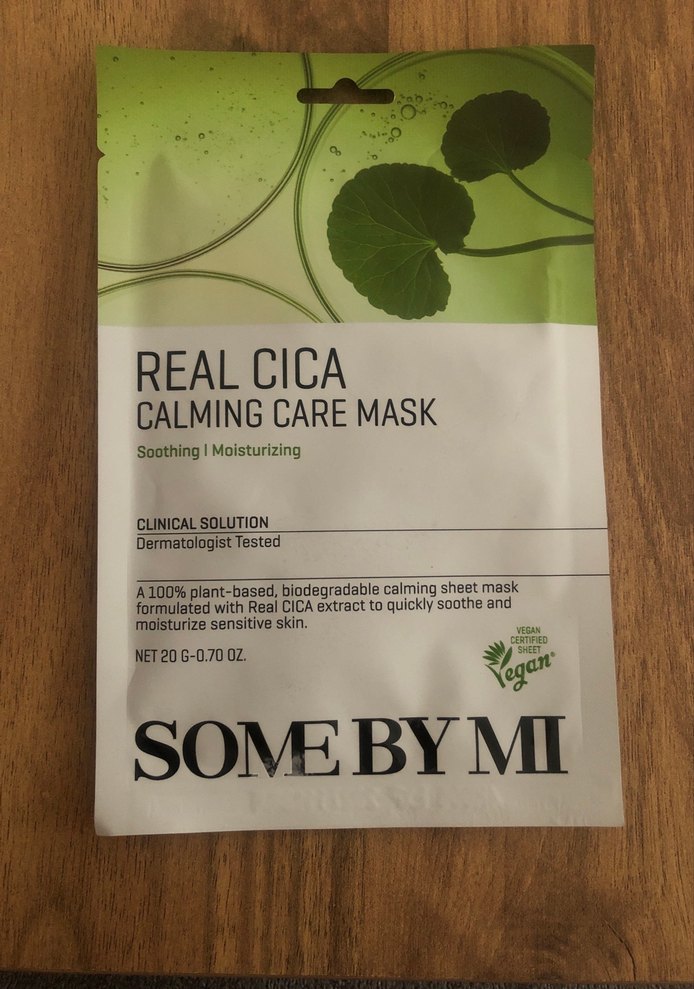 REAL CICA
CALMING CARE MASK
Soothing | Moisturizing
CLINICAL SOLUTION
Dermatologist Tested
A 100% plant-based, biodegradable calming sheet mask
formulated with Real CICA extract to quickly soothe and
moisturize sensitive skin.
NET 20 G-0.70 OZ.
VEGAN
CERTIFIED
SHEET
Vegan®
SOME BY MI